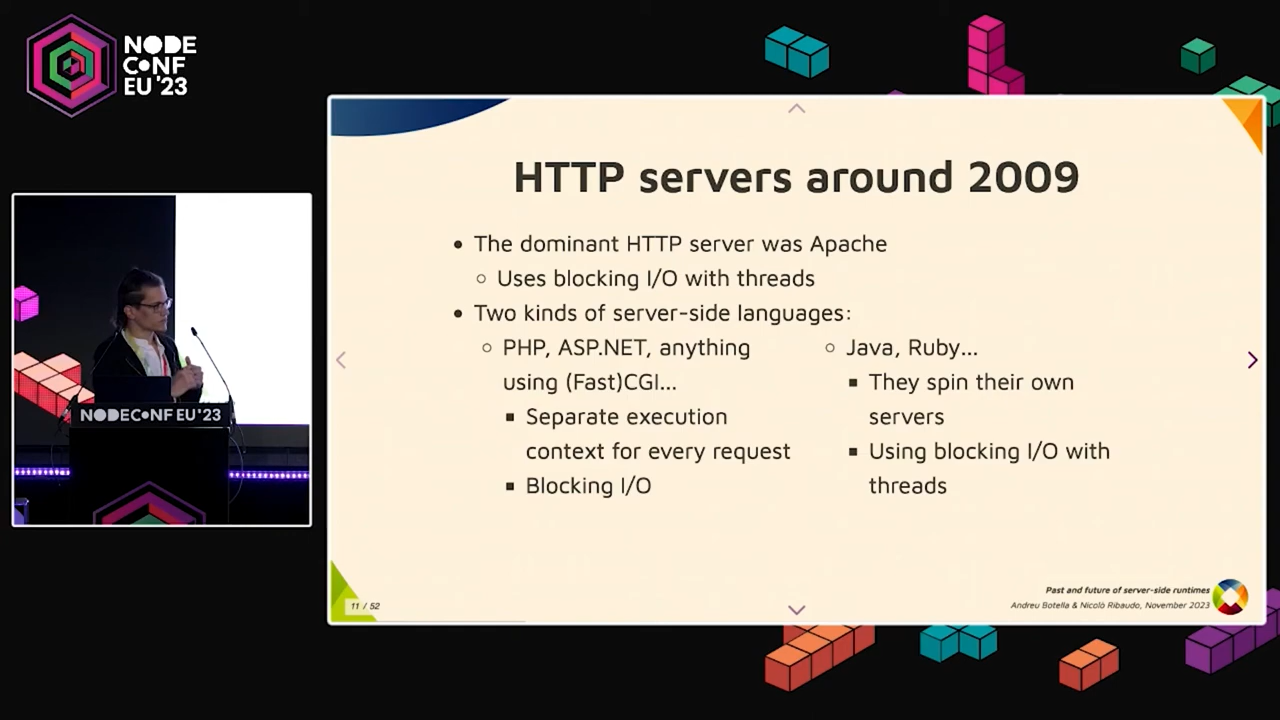 NODE
CONF
EU '23
HTTP servers around 2009
• The dominant HTTP server was Apache
○ Uses blocking I/O with threads
• Two kinds of server-side languages:
○ PHP, ASP.NET, anything
using (Fast)CGI...
▪ Separate execution
context for every request
▪ Blocking I/O
○ Java, Ruby...
▪ They spin their own
servers
▪ Using blocking I/O with
threads
NODECONF EU'23
11 / 52
Past and future of server-side runtimes
Andreu Botella & Nicolò Ribaudo, November 2023